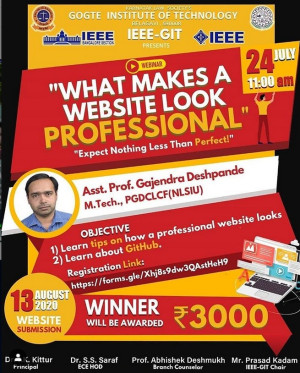 GOGTE INSTITUTE OF TECHNOLOGY
IEEE
BANGALORE SECTION
IEEE-GIT
IEEE
PRESENTS
WEBINAR
24 JULY
11:00 am
"WHAT MAKES A
WEBSITE LOOK
PROFESSIONAL"
"Expect Nothing Less Than Perfect!"
Asst. Prof. Gajendra Deshpande
M.Tech., PGDCLCF(NLSIU)
OBJECTIVE
1) Learn tips on how a professional website looks
2) Learn about GitHub.
Registration Link:
https://forms.gle/XhjBs9dw3QAstHeH9
13 AUGUST
2020
WEBSITE
SUBMISSION
WINNER
WILL BE AWARDED
₹3000
Kittur
Principal
Dr. S.S. Saraf
ECE HOD
Prof. Abhishek Deshmukh
Branch Counselor
Mr. Prasad Kadam
IEEE-GIT Chair